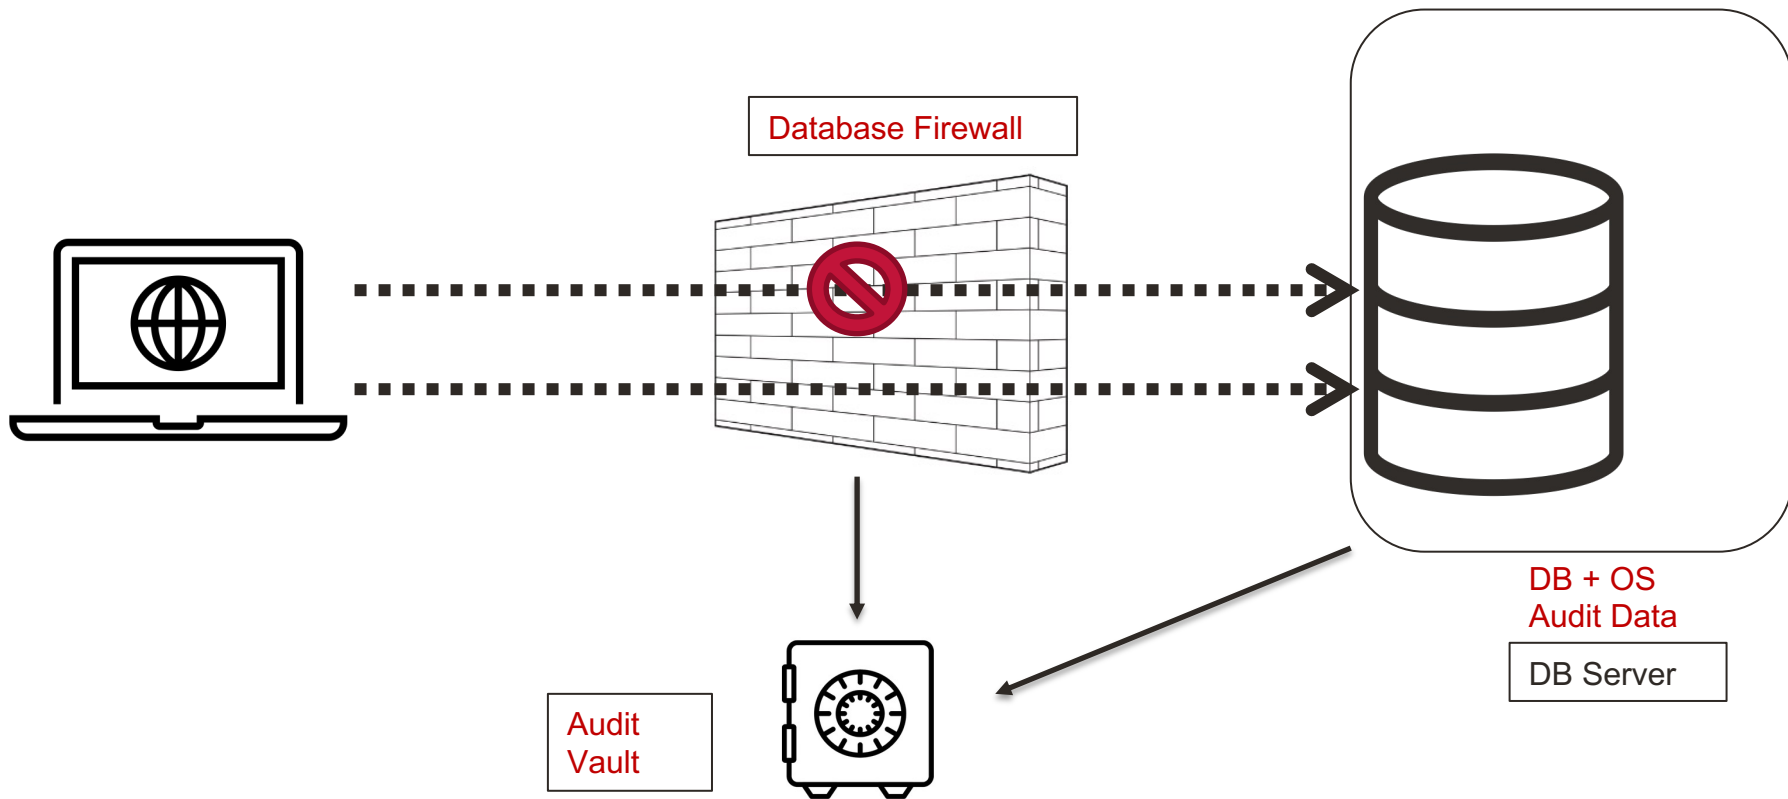 Database Firewall
DB + OS
Audit Data
DB Server
Audit
Vault